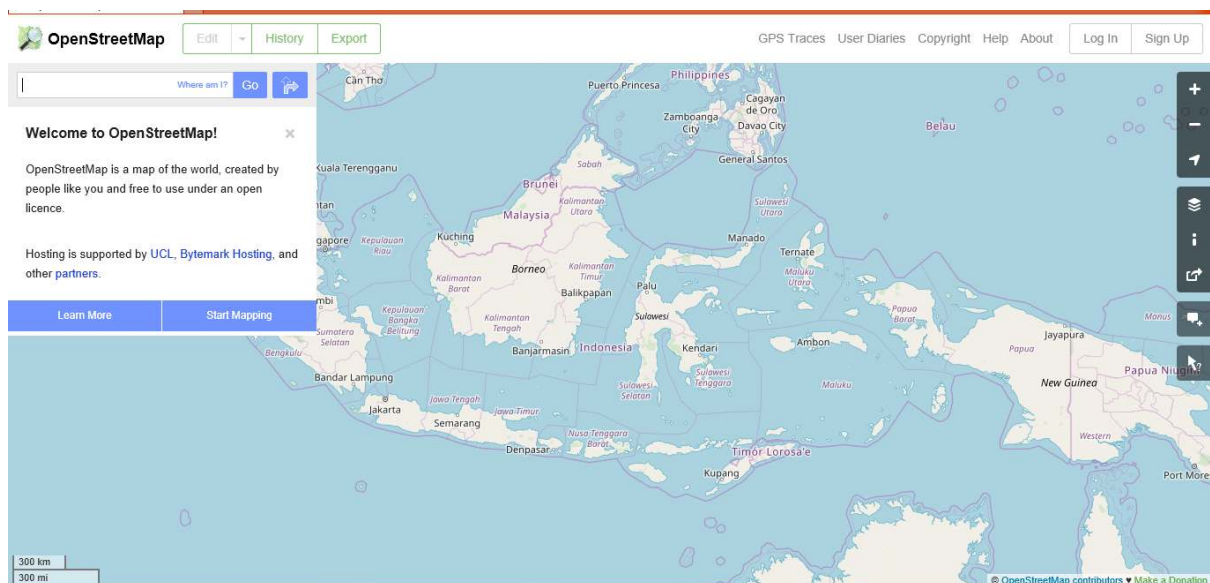 OpenStreetMap
Edit
History
Export
GPS Traces
User Diaries
Copyright
Help
About
Log In
Sign Up
Where am I?
Go
Welcome to OpenStreetMap!
OpenStreetMap is a map of the world, created by
people like you and free to use under an open
licence.
Hosting is supported by UCL, Bytemark Hosting, and
other partners.
Learn More
Start Mapping
Cần Thơ
Puerto Princesa
Philippines
Cagayan
de Oro
Zamboanga
City
Davao City
General Santos
Belau
Kuala Terengganu
Sabah
Brunei
Kalimantan
Utara
Malaysia
Sulawesi
Utara
ntan
gapore
Kepulauan
Riau
Kuching
Manado
Ternate
Maluku
Utara
Borneo
Kalimantan
Barat
Kalimantan
Timur
Balikpapan
Palu
Papua
Barat
Manus
mbi
Kepulauan
Bangka
Belitung
Kalimantan
Tengah
Sulawesi
Jayapura
Sumatera
Selatan
Bengkulu
Banjarmasin
Indonesia
Kendari
Ambon
Papua
Papua Niugini
Bandar Lampung
Sulawesi
Selatan
Sulawesi
Tenggara
Maluku
New Guinea
Jakarta
Jawa Tengah
Jawa Timur
Semarang
Nusa Tenggara
Barat
Denpasar
Timór Lorosa'e
Western
Kupang
Port More
300 km
300 mi
© OpenStreetMap contributors ♥ Make a Donation